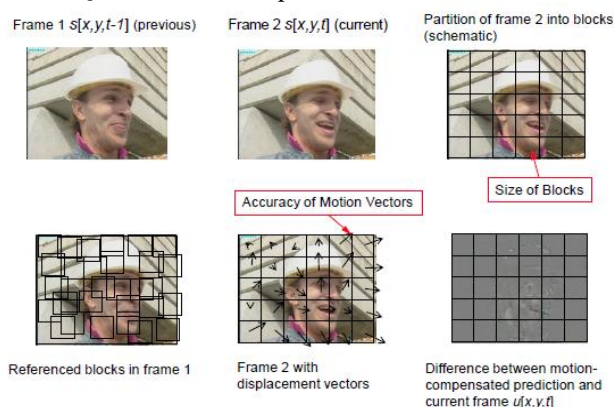 Frame 1 s[x,y,t-1] (previous)
Frame 2 s[x,y,t] (current)
Partition of frame 2 into blocks
(schematic)
Size of Blocks
Accuracy of Motion Vectors
Referenced blocks in frame 1
Frame 2 with
displacement vectors
Difference between motion-
compensated prediction and
current frame u[x,y,t]